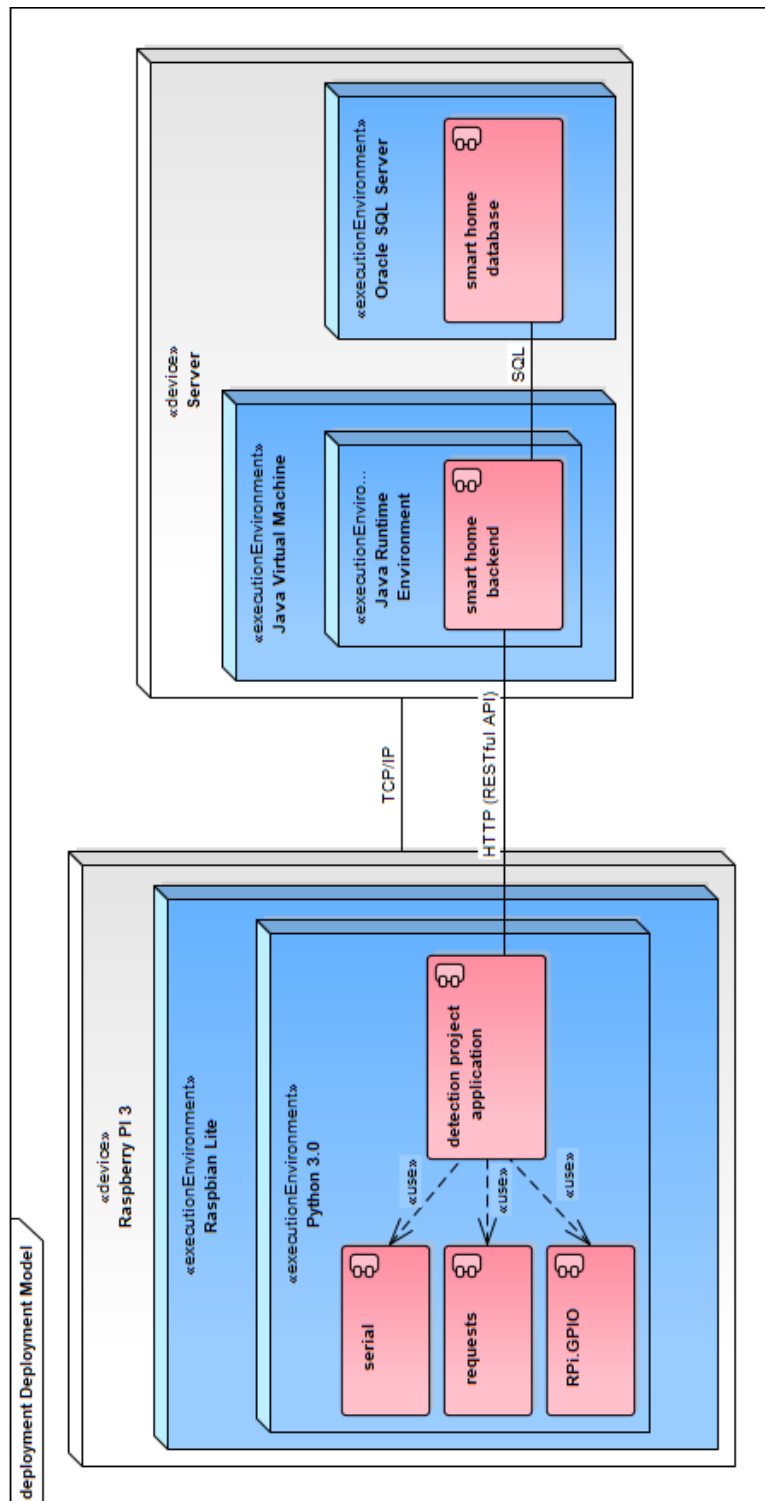 deployment Deployment Model
«device»
Raspberry PI 3
«executionEnvironment»
Raspbian Lite
«executionEnvironment»
Python 3.0
serial
requests
RPi.GPIO
«use»
«use»
«use»
detection project
application
TCP/IP
HTTP (RESTful API)
«device»
Server
«executionEnvironment»
Java Virtual Machine
«executionEnviro...
Java Runtime
Environment
smart home
backend
SQL
«executionEnvironment»
Oracle SQL Server
smart home
database